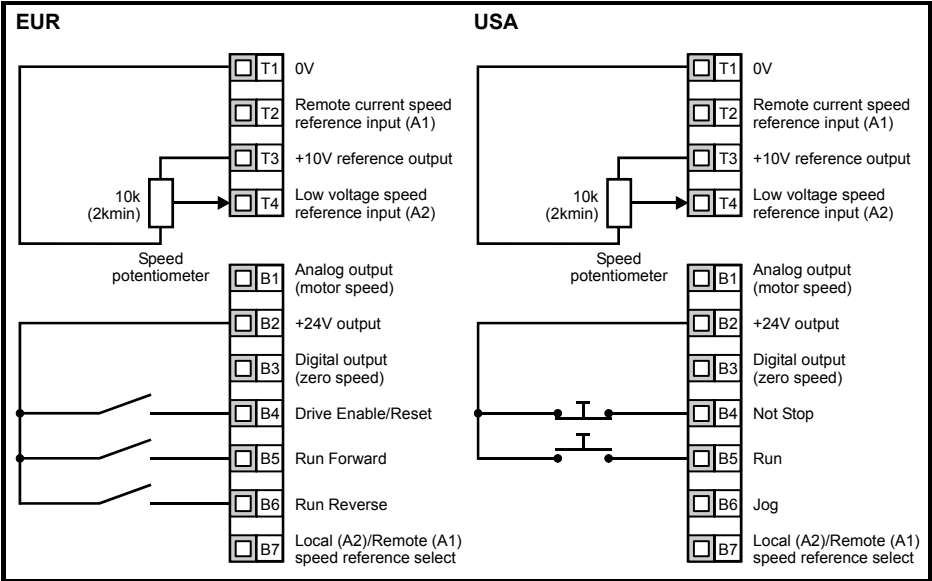 EUR
T1 0V
T2 Remote current speed
reference input (A1)
T3 +10V reference output
T4 Low voltage speed
reference input (A2)
10k
(2kmin)
Speed
potentiometer
B1 Analog output
(motor speed)
B2 +24V output
B3 Digital output
(zero speed)
B4 Drive Enable/Reset
B5 Run Forward
B6 Run Reverse
B7 Local (A2)/Remote (A1)
speed reference select
USA
T1 0V
T2 Remote current speed
reference input (A1)
T3 +10V reference output
T4 Low voltage speed
reference input (A2)
10k
(2kmin)
Speed
potentiometer
B1 Analog output
(motor speed)
B2 +24V output
B3 Digital output
(zero speed)
B4 Not Stop
B5 Run
B6 Jog
B7 Local (A2)/Remote (A1)
speed reference select